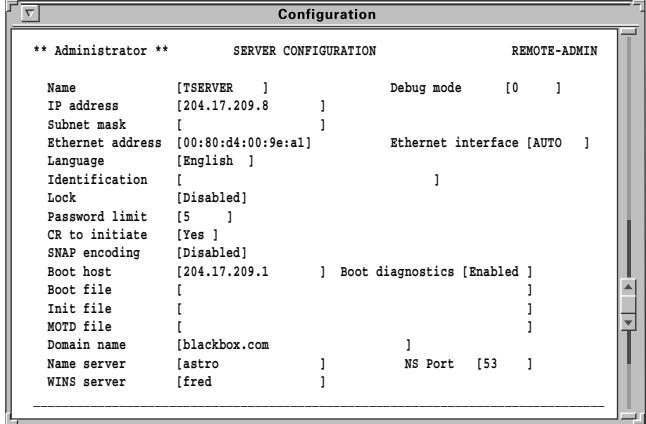 Configuration
** Administrator ** SERVER CONFIGURATION REMOTE-ADMIN
Name [TSERVER ] Debug mode [0 ]
IP address [204.17.209.8 ]
Subnet mask [ ]
Ethernet address [00:80:d4:00:9e:a1] Ethernet interface [AUTO ]
Language [English ]
Identification [ ]
Lock [Disabled]
Password limit [5 ]
CR to initiate [Yes ]
SNAP encoding [Disabled]
Boot host [204.17.209.1 ] Boot diagnostics [Enabled ]
Boot file [ ]
Init file [ ]
MOTD file [ ]
Domain name [blackbox.com ]
Name server [astro ] NS Port [53 ]
WINS server [fred ]